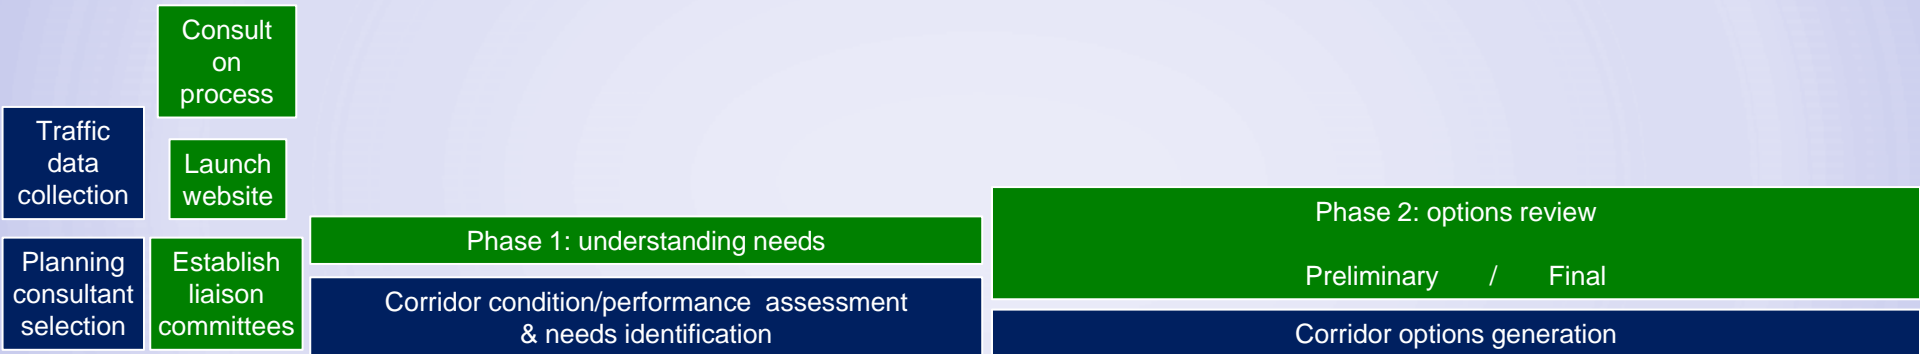 Consult
on
process
Traffic
data
collection
Launch
website
Planning
consultant
selection
Establish
liaison
committees
Phase 1: understanding needs
Corridor condition/performance assessment
& needs identification
Phase 2: options review
Preliminary / Final
Corridor options generation